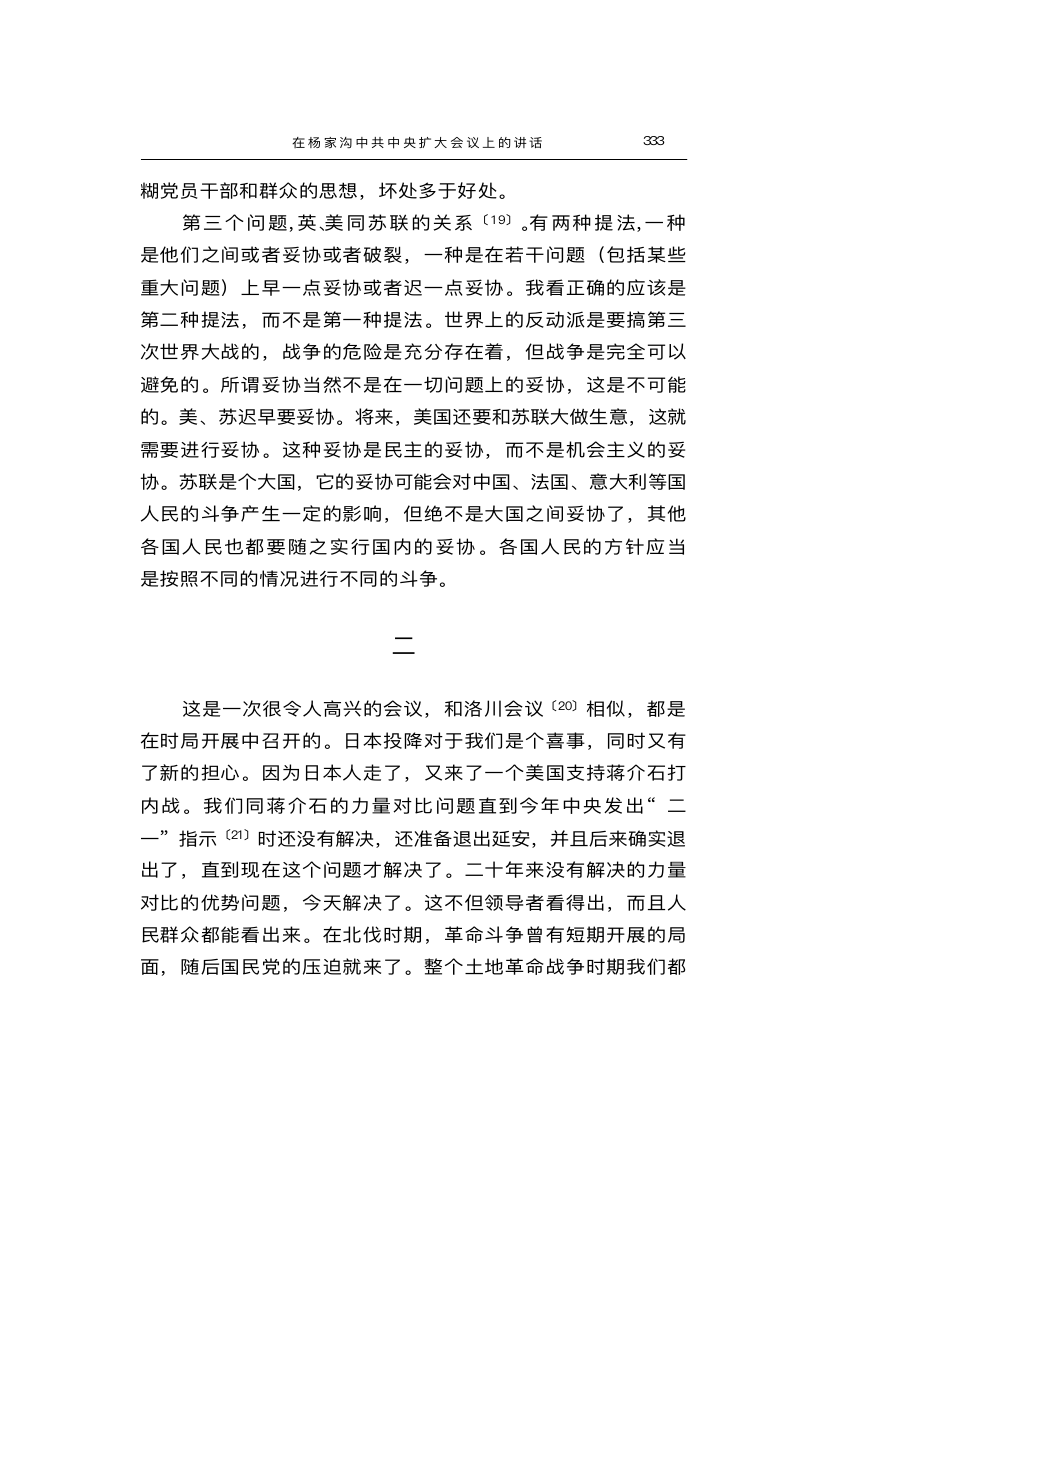 在杨家沟中共中央扩大会议上的讲话 333
糊党员干部和群众的思想，坏处多于好处。
第三个问题，英、美同苏联的关系〔19〕。有两种提法，一种
是他们之间或者妥协或者破裂，一种是在若干问题（包括某些
重大问题）上早一点妥协或者迟一点妥协。我看正确的应该是
第二种提法，而不是第一种提法。世界上的反动派是要搞第三
次世界大战的，战争的危险是充分存在着，但战争是完全可以
避免的。所谓妥协当然不是在一切问题上的妥协，这是不可能
的。美、苏迟早要妥协。将来，美国还要和苏联大做生意，这就
需要进行妥协。这种妥协是民主的妥协，而不是机会主义的妥
协。苏联是个大国，它的妥协可能会对中国、法国、意大利等国
人民的斗争产生一定的影响，但绝不是大国之间妥协了，其他
各国人民也都要随之实行国内的妥协。各国人民的方针应当
是按照不同的情况进行不同的斗争。
二
这是一次很令人高兴的会议，和洛川会议〔20〕相似，都是
在时局开展中召开的。日本投降对于我们是个喜事，同时又有
了新的担心。因为日本人走了，又来了一个美国支持蒋介石打
内战。我们同蒋介石的力量对比问题直到今年中央发出“二
一”指示〔21〕时还没有解决，还准备退出延安，并且后来确实退
出了，直到现在这个问题才解决了。二十年来没有解决的力量
对比的优势问题，今天解决了。这不但领导者看得出，而且人
民群众都能看出来。在北伐时期，革命斗争曾有短期开展的局
面，随后国民党的压迫就来了。整个土地革命战争时期我们都